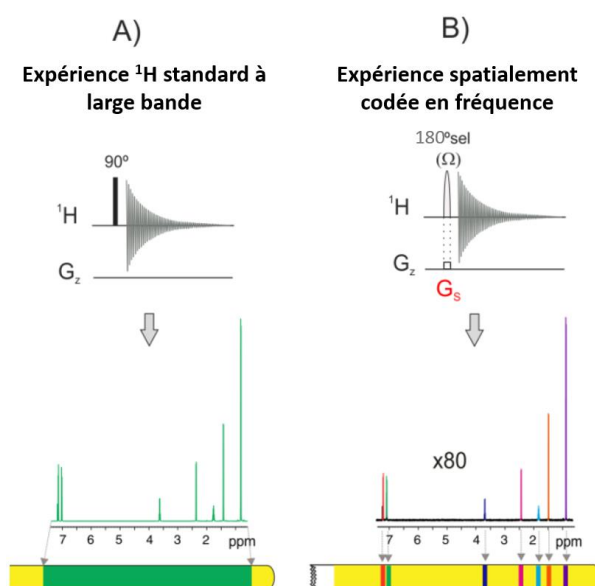 A)
Expérience ¹H standard à
large bande
90º
¹H
Gz
7 6 5 4 3 2 ppm
B)
Expérience spatialement
codée en fréquence
180ºsel
(Ω)
¹H
Gz
Gs
x80
7 6 5 4 3 2 ppm